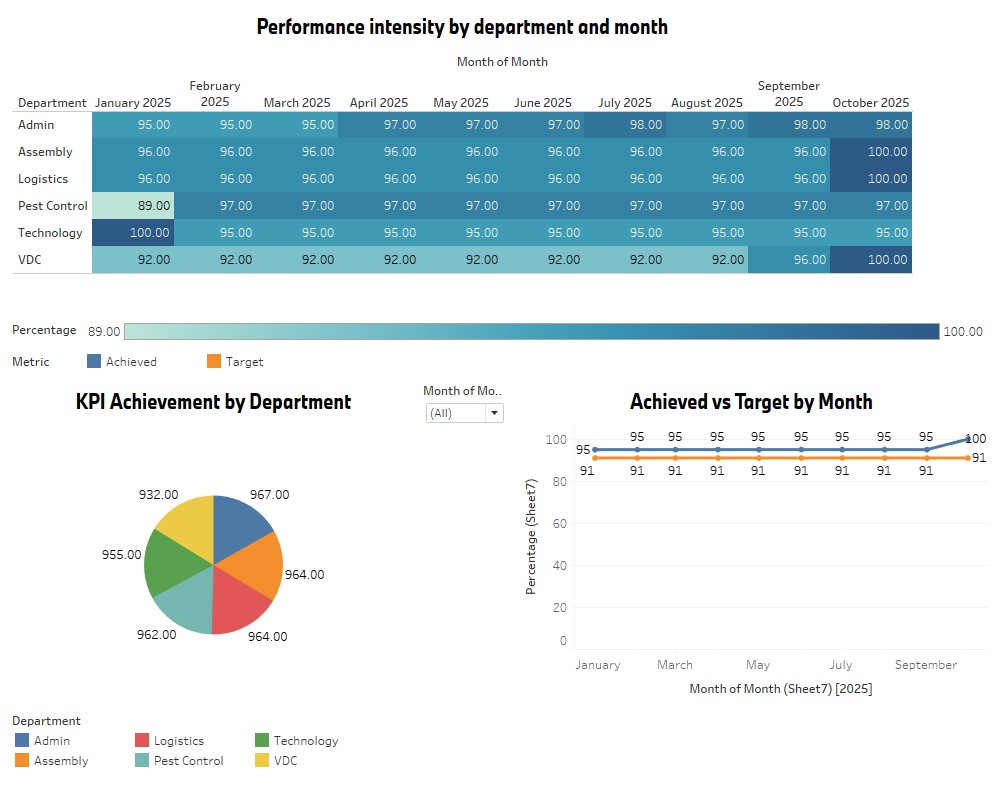 Performance intensity by department and month
Month of Month
Department January 2025 February 2025 March 2025 April 2025 May 2025 June 2025 July 2025 August 2025 September 2025 October 2025
Admin 95.00 95.00 95.00 97.00 97.00 97.00 98.00 97.00 98.00 98.00
Assembly 96.00 96.00 96.00 96.00 96.00 96.00 96.00 96.00 96.00 100.00
Logistics 96.00 96.00 96.00 96.00 96.00 96.00 96.00 96.00 96.00 100.00
Pest Control 89.00 97.00 97.00 97.00 97.00 97.00 97.00 97.00 97.00 97.00
Technology 100.00 95.00 95.00 95.00 95.00 95.00 95.00 95.00 95.00 95.00
VDC 92.00 92.00 92.00 92.00 92.00 92.00 92.00 92.00 96.00 100.00
Percentage 89.00 100.00
Metric Achieved Target
KPI Achievement by Department
Month of Mo..
(All)
932.00 967.00
955.00 964.00
962.00 964.00
Achieved vs Target by Month
Percentage (Sheet7)
100
80
60
40
20
0
95 95 95 95 95 95 95 95 95 100
91 91 91 91 91 91 91 91 91 91
January March May July September
Month of Month (Sheet7) [2025]
Department
Admin Logistics Technology
Assembly Pest Control VDC